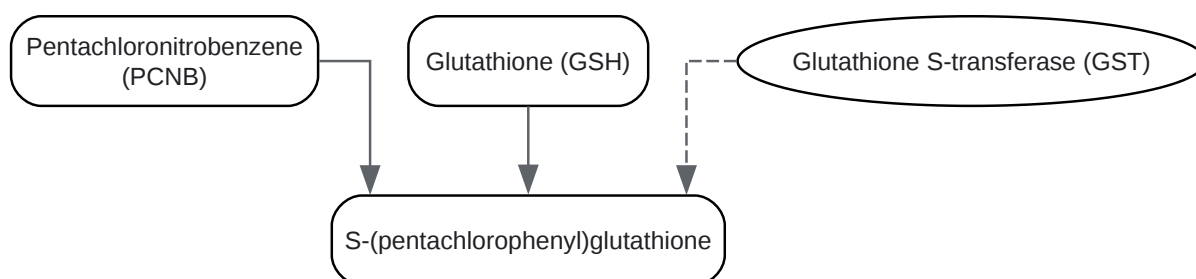 Pentachloronitrobenzene
(PCNB)
Glutathione (GSH)
Glutathione S-transferase (GST)
S-(pentachlorophenyl)glutathione